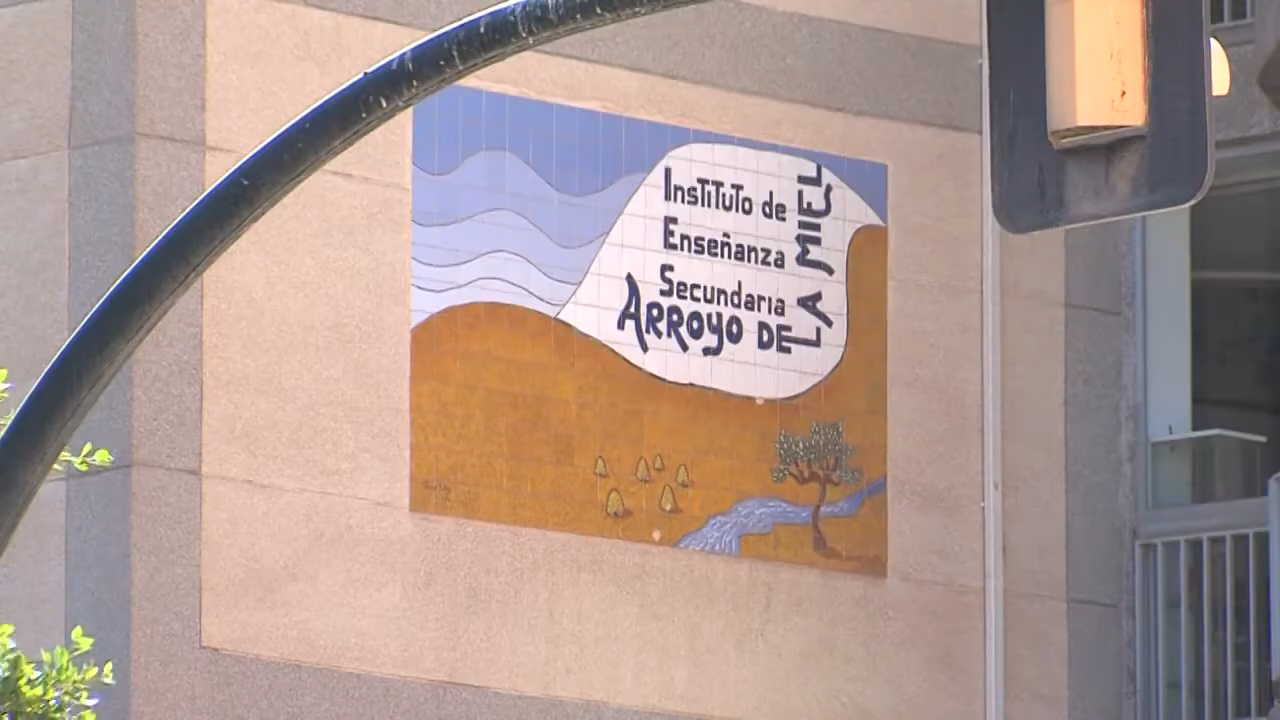 Instituto de
Enseñanza
Secundaria
ARROYO DE
LA MIEL